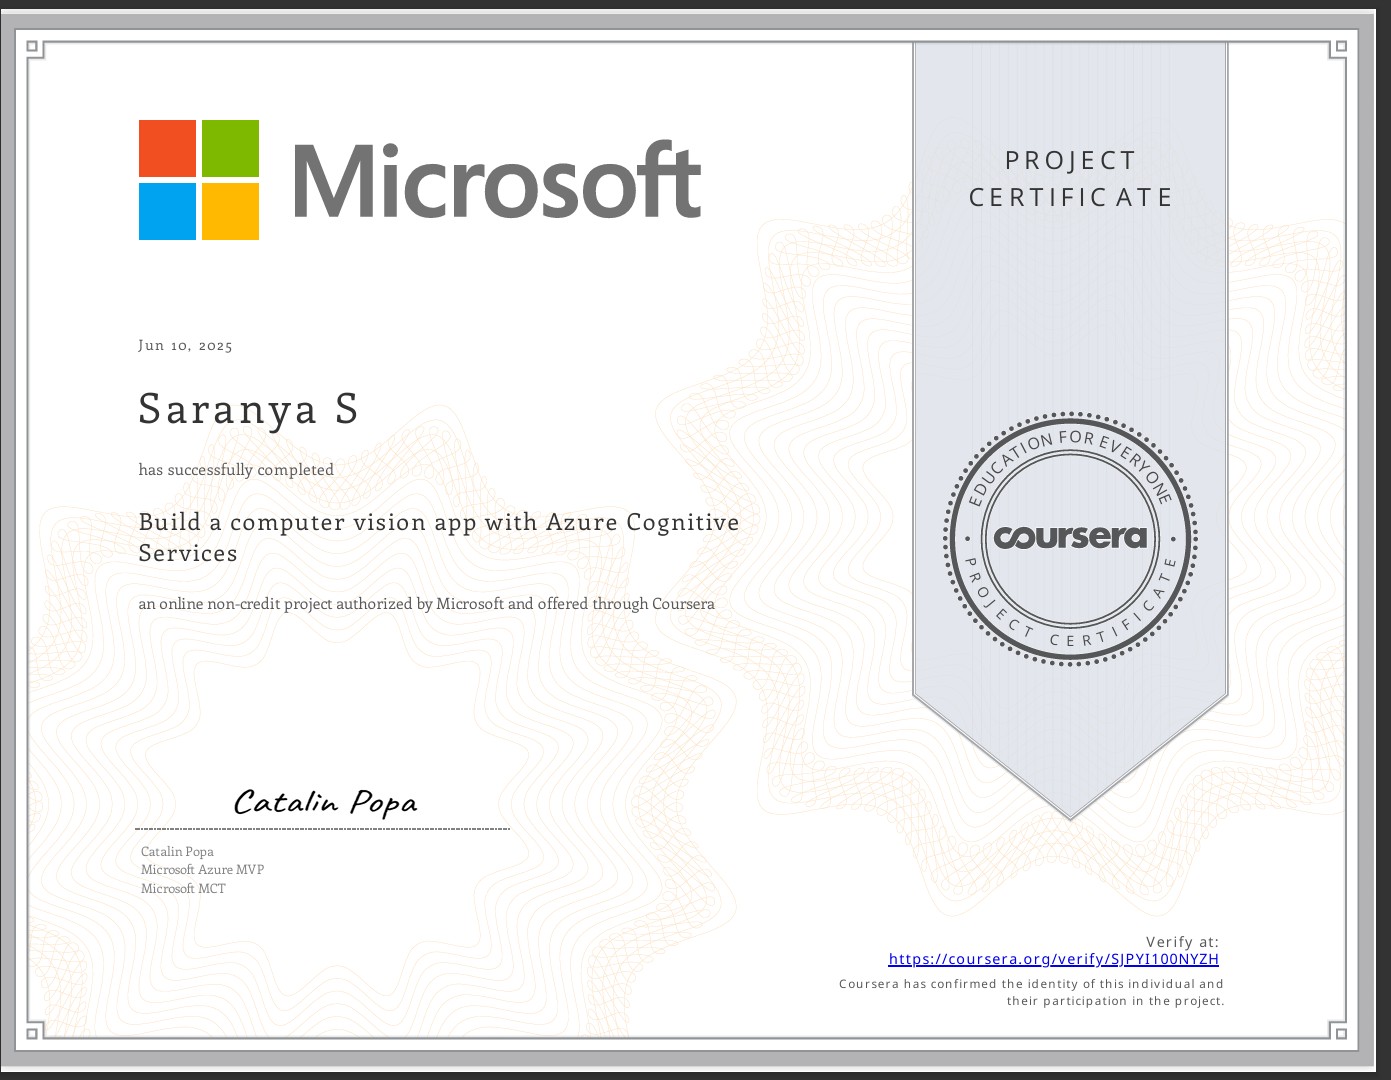 Microsoft
PROJECT
CERTIFICATE
Jun 10, 2025
Saranya S
has successfully completed
Build a computer vision app with Azure Cognitive
Services
an online non-credit project authorized by Microsoft and offered through Coursera
EDUCATION FOR EVERYONE
coursera
PROJECT CERTIFICATE
Catalin Popa
Catalin Popa
Microsoft Azure MVP
Microsoft MCT
Verify at:
https://coursera.org/verify/SJPYI100NYZH
Coursera has confirmed the identity of this individual and
their participation in the project.